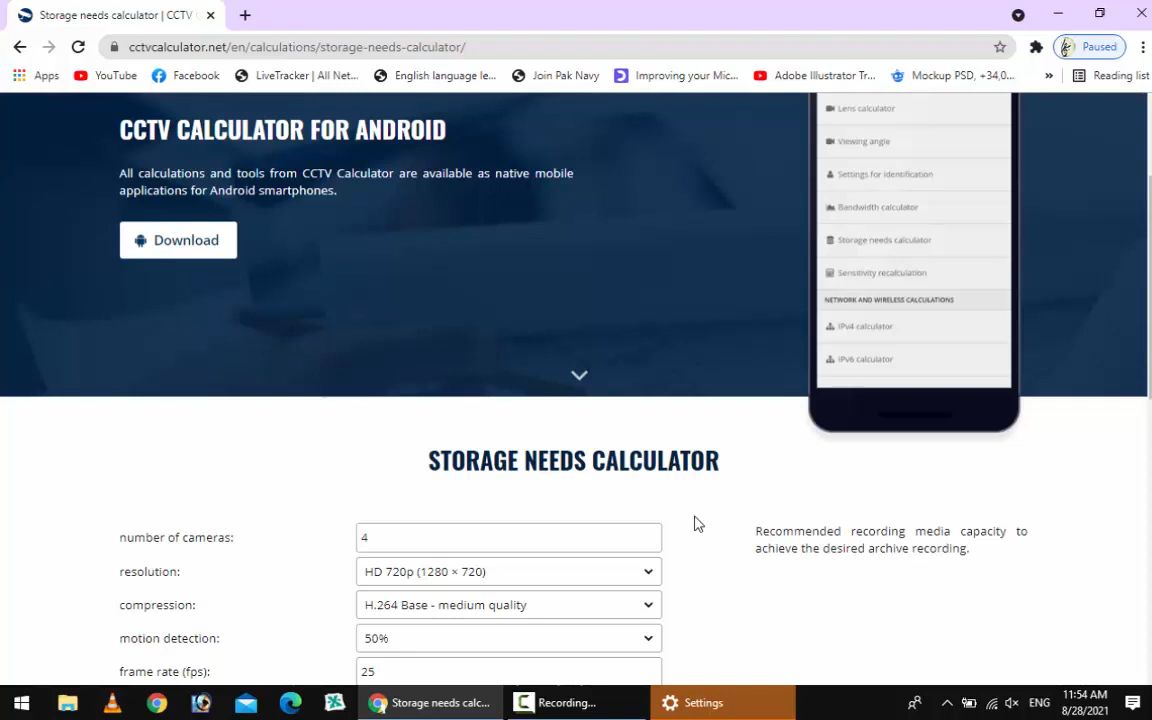 Storage needs calculator | CCTV
cctvcalculator.net/en/calculations/storage-needs-calculator/
Paused
Apps
YouTube
Facebook
LiveTracker | All Net...
English language le...
Join Pak Navy
Improving your Mic...
Adobe Illustrator Tr...
Mockup PSD, +34,0...
»
Reading list
CCTV CALCULATOR FOR ANDROID
All calculations and tools from CCTV Calculator are available as native mobile
applications for Android smartphones.
Download
Lens calculator
Viewing angle
Settings for identification
Bandwidth calculator
Storage needs calculator
Sensitivity recalculation
NETWORK AND WIRELESS CALCULATIONS
IPv4 calculator
IPv6 calculator
STORAGE NEEDS CALCULATOR
number of cameras:
4
resolution:
HD 720p (1280 × 720)
compression:
H.264 Base - medium quality
motion detection:
50%
frame rate (fps):
25
Recommended recording media capacity to
achieve the desired archive recording.
Storage needs calc...
Recording...
Settings
ENG
11:54 AM
8/28/2021